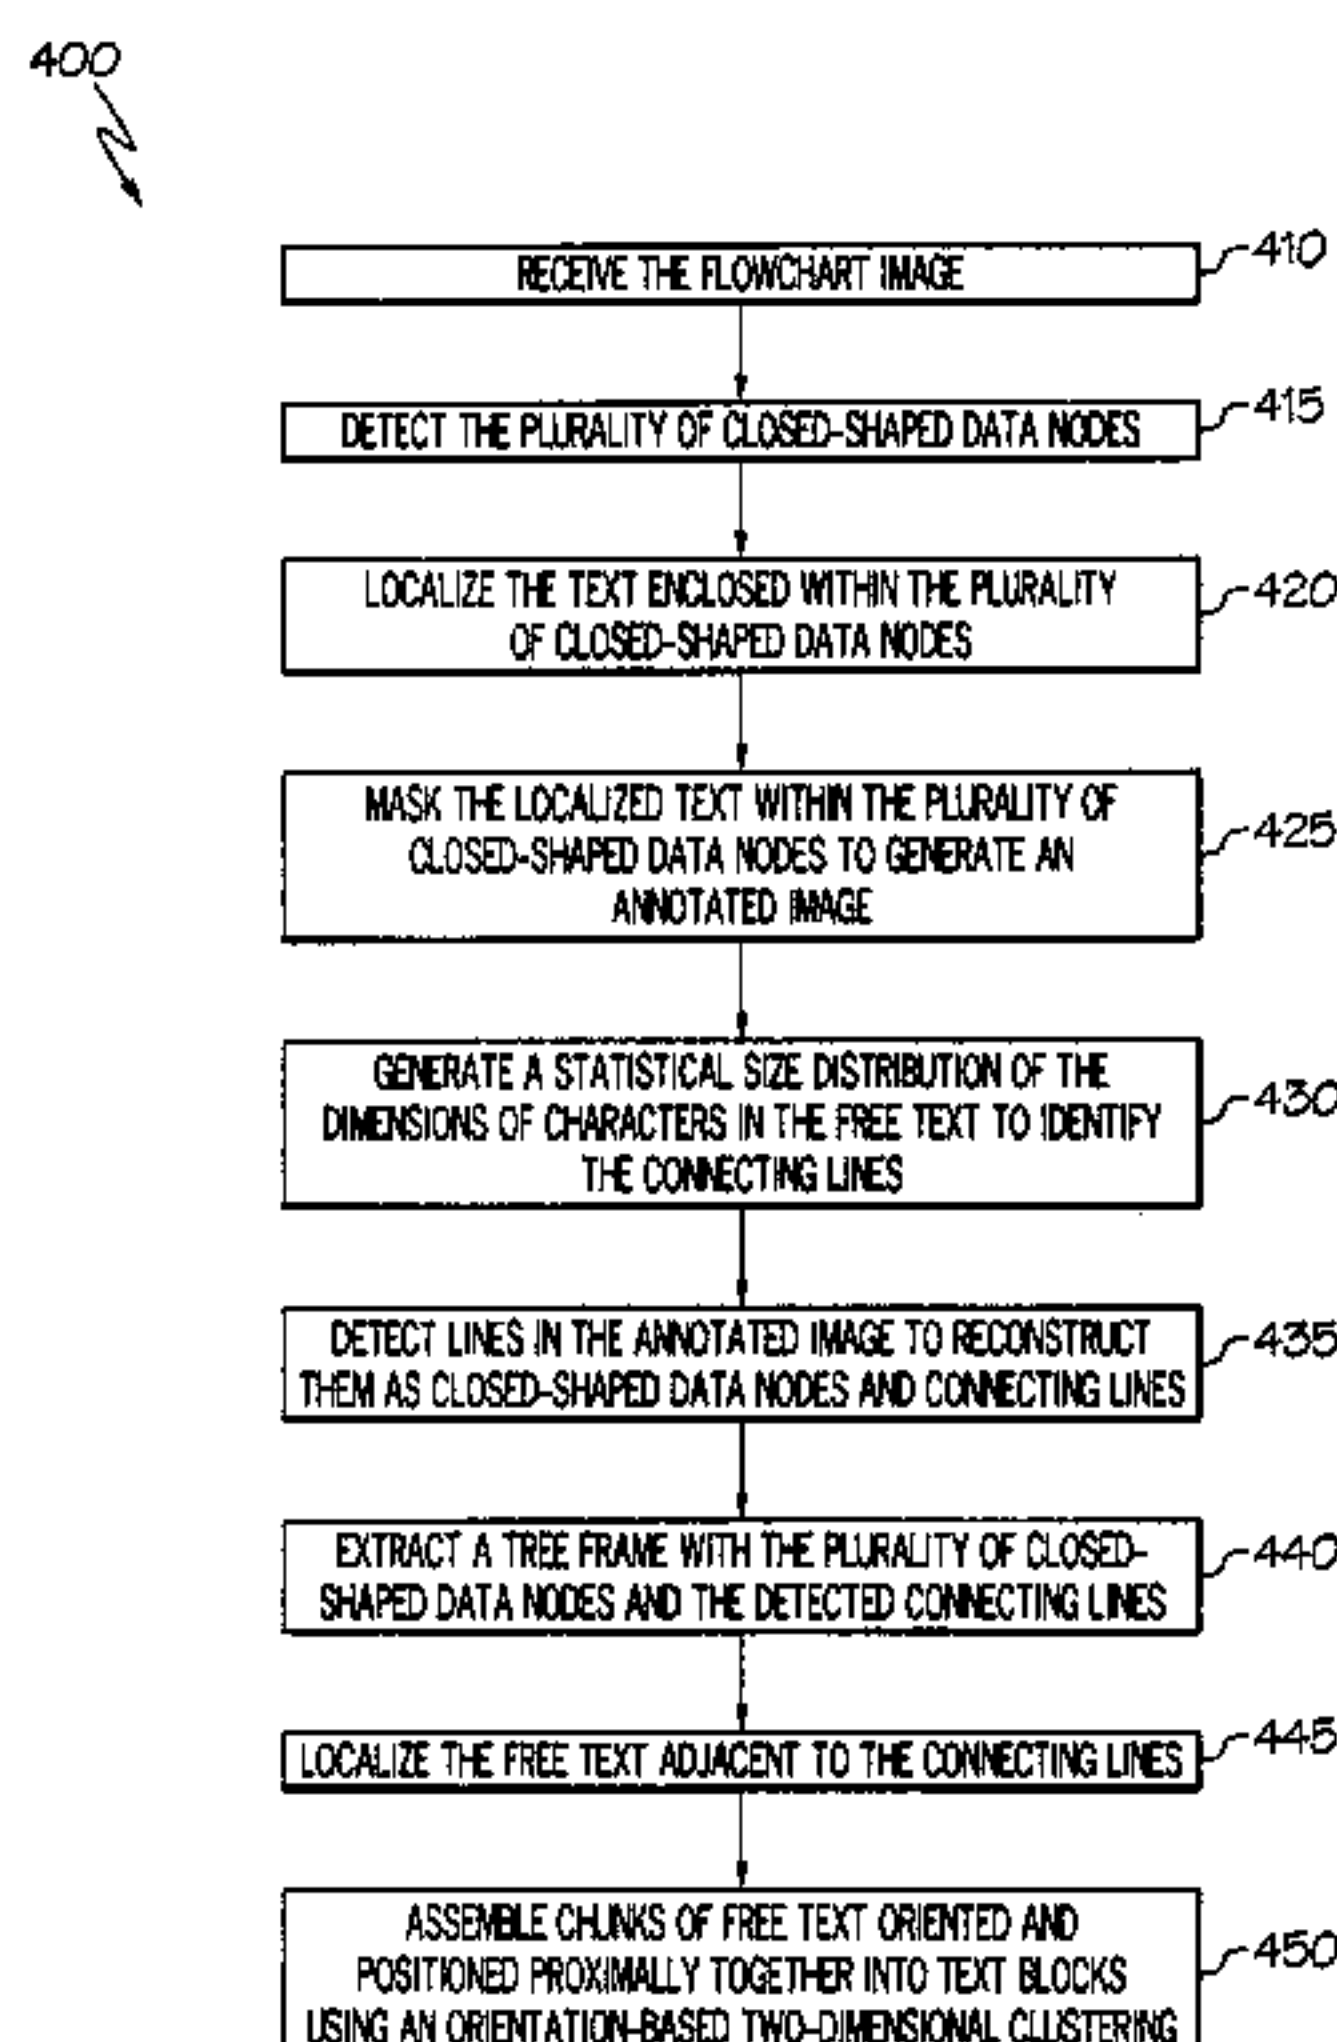 400
RECEIVE THE FLOWCHART IMAGE
410
DETECT THE PLURALITY OF CLOSED-SHAPED DATA NODES
415
LOCALIZE THE TEXT ENCLOSED WITHIN THE PLURALITY
OF CLOSED-SHAPED DATA NODES
420
MASK THE LOCALIZED TEXT WITHIN THE PLURALITY OF
CLOSED-SHAPED DATA NODES TO GENERATE AN
ANNOTATED IMAGE
425
GENERATE A STATISTICAL SIZE DISTRIBUTION OF THE
DIMENSIONS OF CHARACTERS IN THE FREE TEXT TO IDENTIFY
THE CONNECTING LINES
430
DETECT LINES IN THE ANNOTATED IMAGE TO RECONSTRUCT
THEM AS CLOSED-SHAPED DATA NODES AND CONNECTING LINES
435
EXTRACT A TREE FRAME WITH THE PLURALITY OF CLOSED-
SHAPED DATA NODES AND THE DETECTED CONNECTING LINES
440
LOCALIZE THE FREE TEXT ADJACENT TO THE CONNECTING LINES
445
ASSEMBLE CHUNKS OF FREE TEXT ORIENTED AND
POSITIONED PROXIMALLY TOGETHER INTO TEXT BLOCKS
USING AN ORIENTATION-BASED TWO-DIMENSIONAL CLUSTERING
450